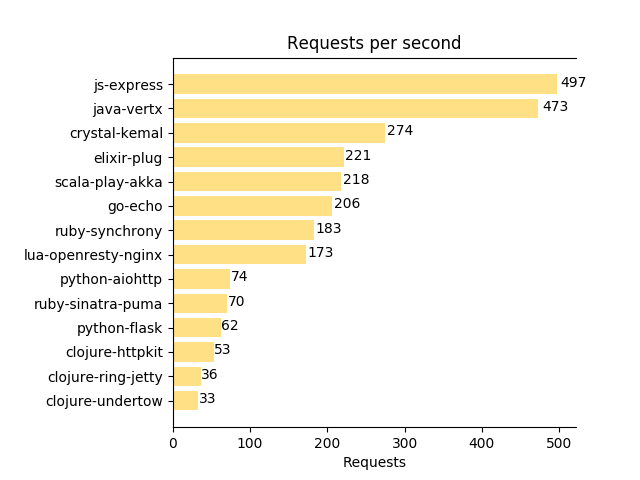 Requests per second
js-express 497
java-vertx 473
crystal-kemal 274
elixir-plug 221
scala-play-akka 218
go-echo 206
ruby-synchrony 183
lua-openresty-nginx 173
python-aiohttp 74
ruby-sinatra-puma 70
python-flask 62
clojure-httpkit 53
clojure-ring-jetty 36
clojure-undertow 33
0 100 200 300 400 500
Requests